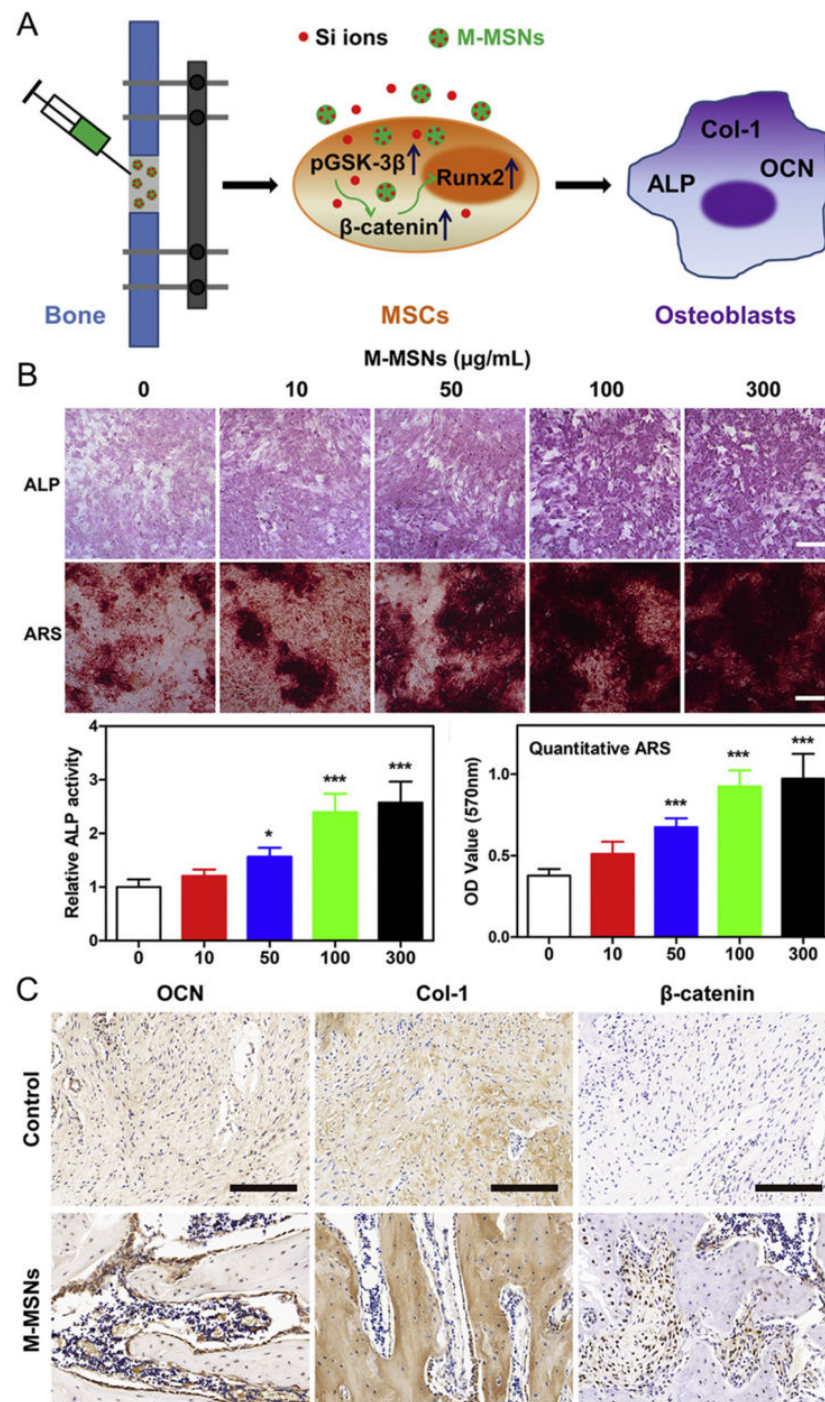 A
Si ions
M-MSNs
pGSK-3β
Runx2
β-catenin
Col-1
ALP
OCN
Bone
MSCs
Osteoblasts
B
M-MSNs (μg/mL)
0 10 50 100 300
ALP
ARS
Relative ALP activity
4
3
2
1
0
*
***
***
0 10 50 100 300
Quantitative ARS
OD Value (570nm)
1.0
0.5
0.0
***
***
***
0 10 50 100 300
C
OCN Col-1 β-catenin
Control
M-MSNs